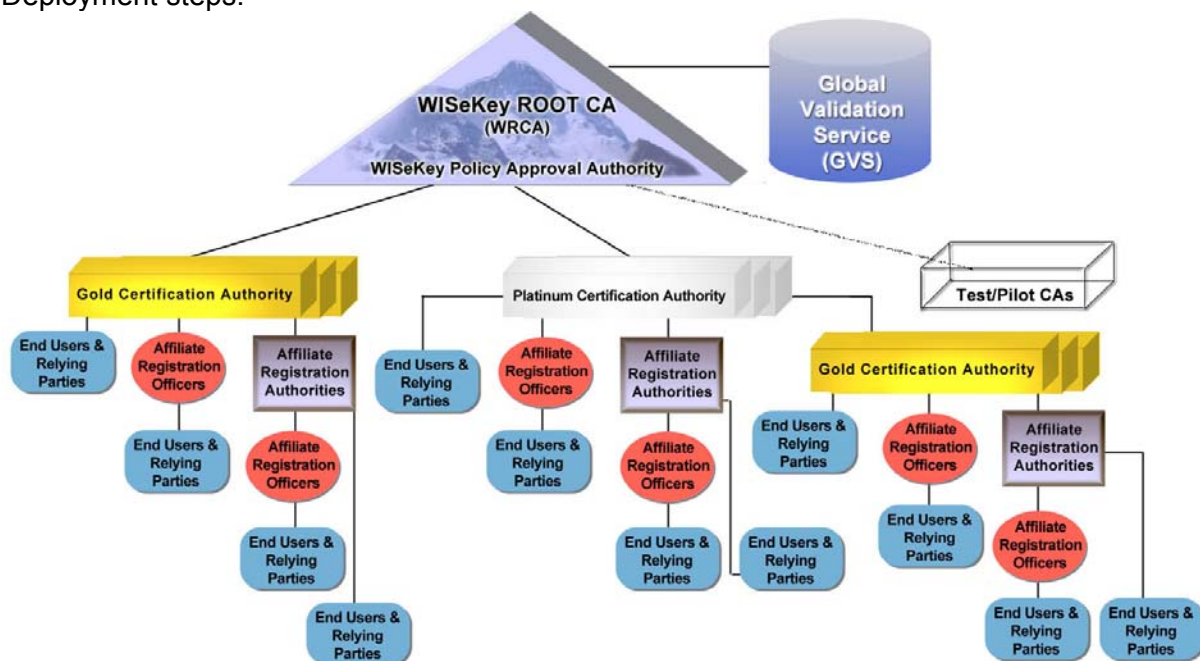 Deployment steps:
WISeKey ROOT CA
(WRCA)
WISeKey Policy Approval Authority
Global
Validation
Service
(GVS)
Gold Certification Authority
Platinum Certification Authority
Test/Pilot CAs
End Users &
Relying
Parties
Affiliate
Registration
Officers
Affiliate
Registration
Authorities
End Users &
Relying
Parties
Affiliate
Registration
Officers
End Users &
Relying
Parties
End Users &
Relying
Parties
End Users &
Relying
Parties
Affiliate
Registration
Officers
Affiliate
Registration
Authorities
End Users &
Relying
Parties
Affiliate
Registration
Officers
End Users &
Relying
Parties
End Users &
Relying
Parties
Gold Certification Authority
End Users &
Relying
Parties
Affiliate
Registration
Officers
Affiliate
Registration
Authorities
End Users &
Relying
Parties
Affiliate
Registration
Officers
End Users &
Relying
Parties
End Users &
Relying
Parties